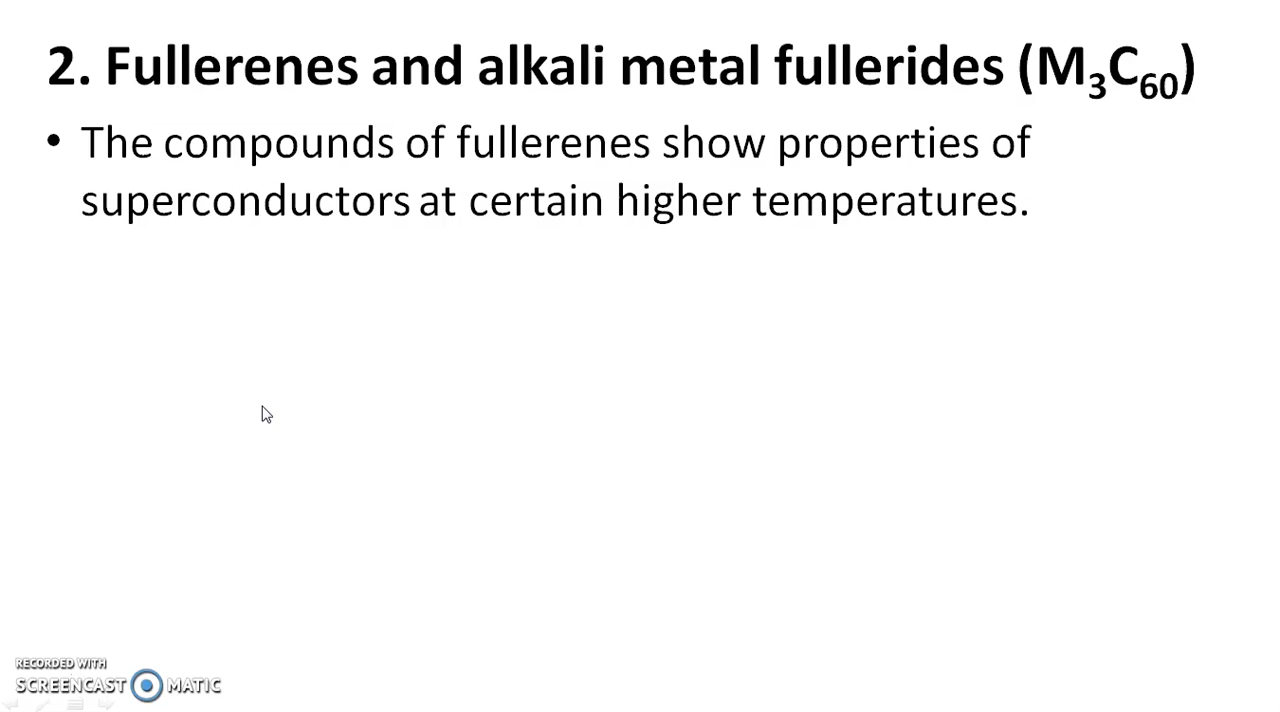 2. Fullerenes and alkali metal fullerides (M₃C₆₀)
• The compounds of fullerenes show properties of
superconductors at certain higher temperatures.
RECORDED WITH
SCREENCAST MATIC